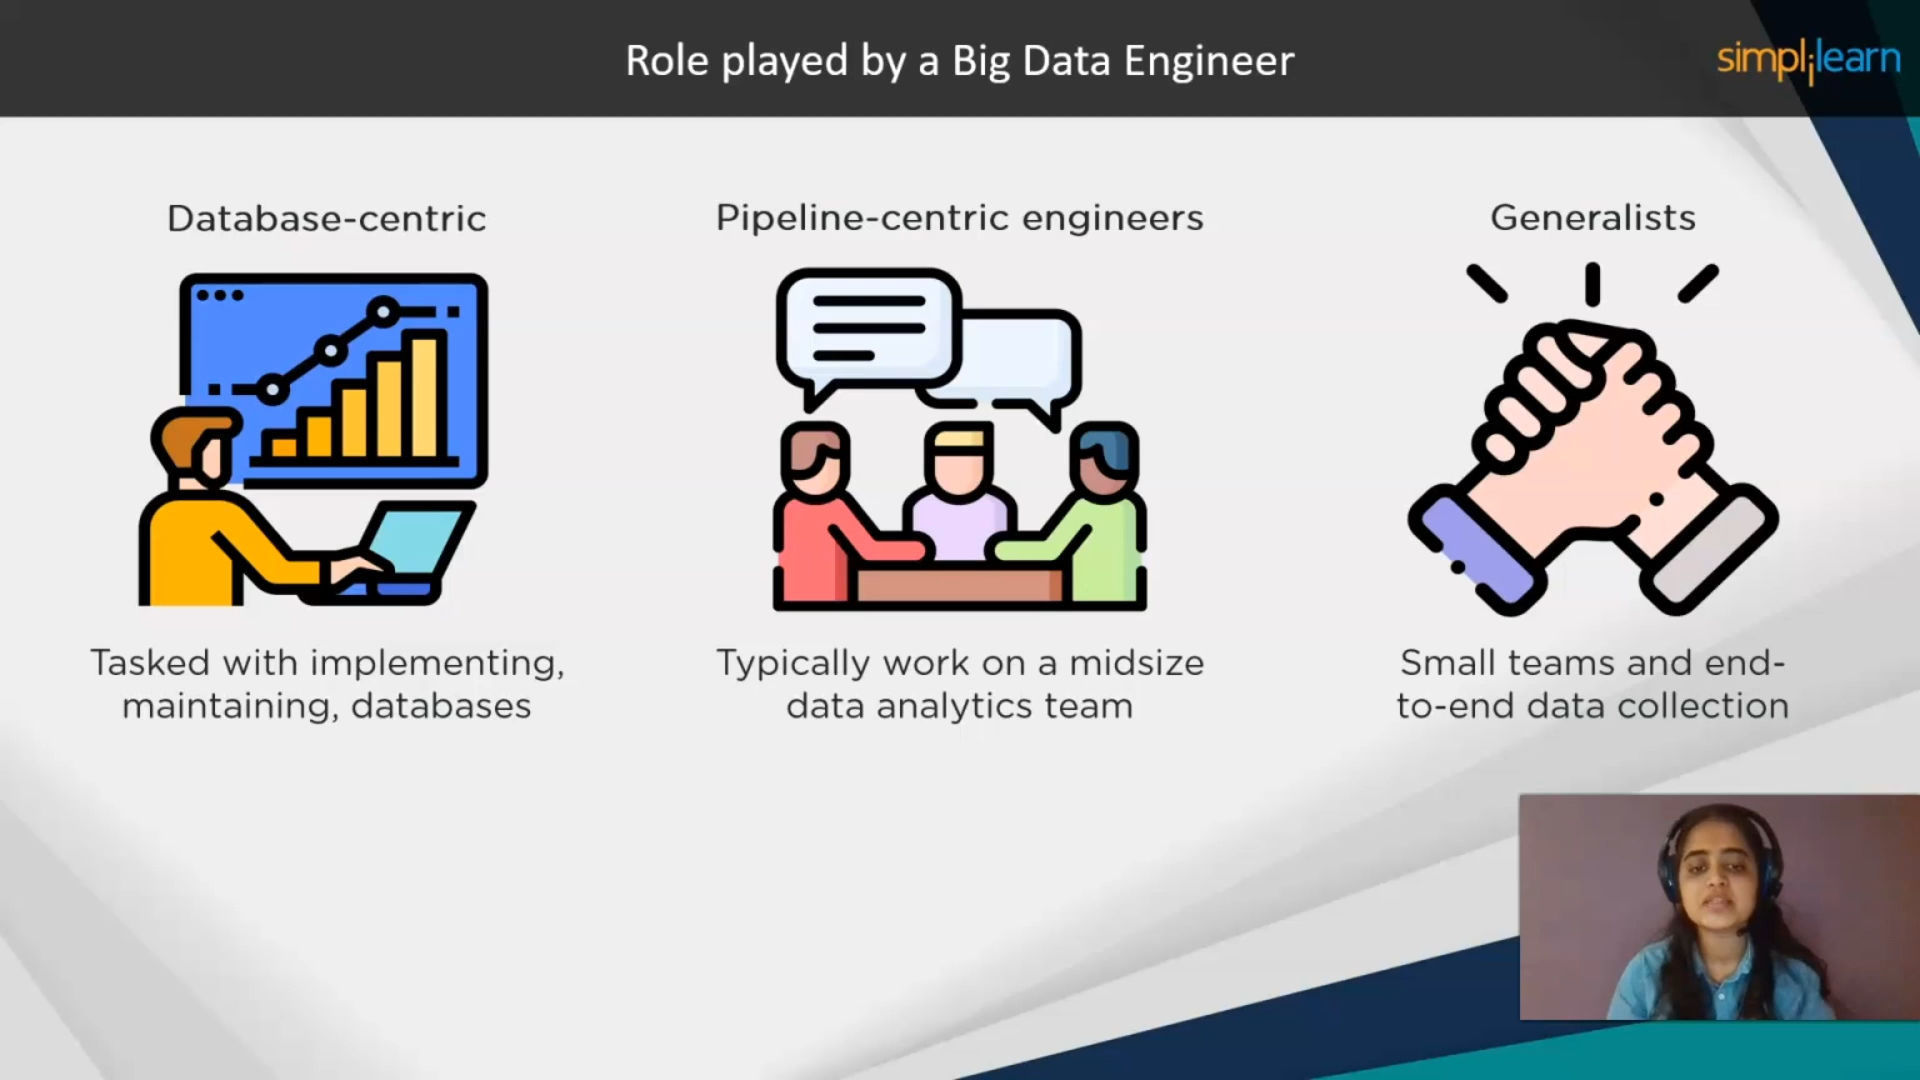 Role played by a Big Data Engineer
simplilearn
Database-centric
Pipeline-centric engineers
Generalists
Tasked with implementing,
maintaining, databases
Typically work on a midsize
data analytics team
Small teams and end-
to-end data collection